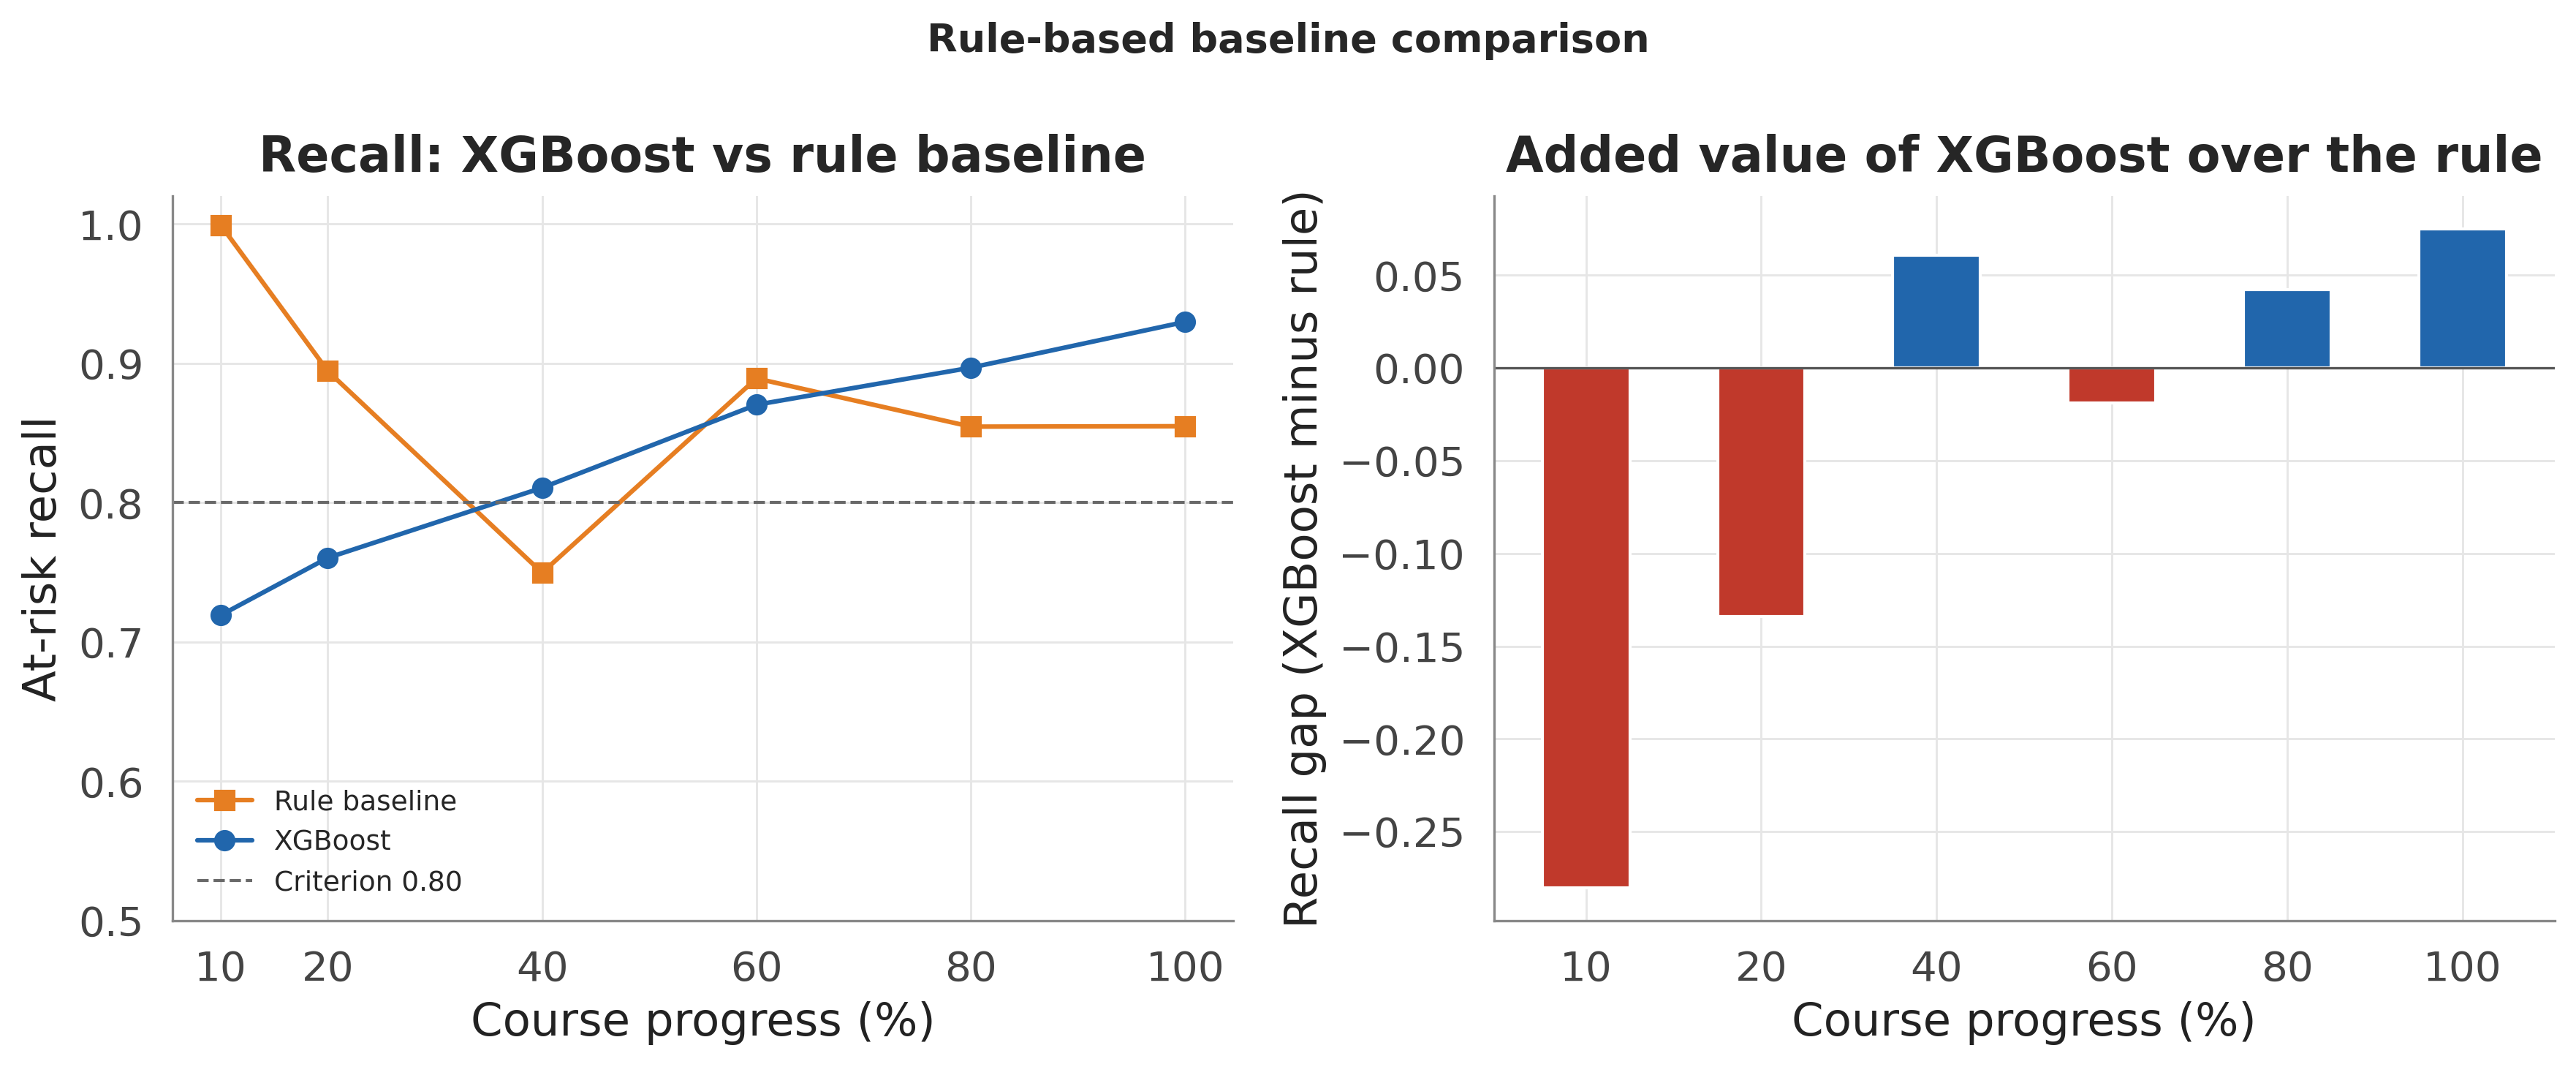 Rule-based baseline comparison
Recall: XGBoost vs rule baseline
At-risk recall
1.0
0.9
0.8
0.7
0.6
0.5
Rule baseline
XGBoost
Criterion 0.80
10 20 40 60 80 100
Course progress (%)
Added value of XGBoost over the rule
Recall gap (XGBoost minus rule)
0.05
0.00
−0.05
−0.10
−0.15
−0.20
−0.25
10 20 40 60 80 100
Course progress (%)